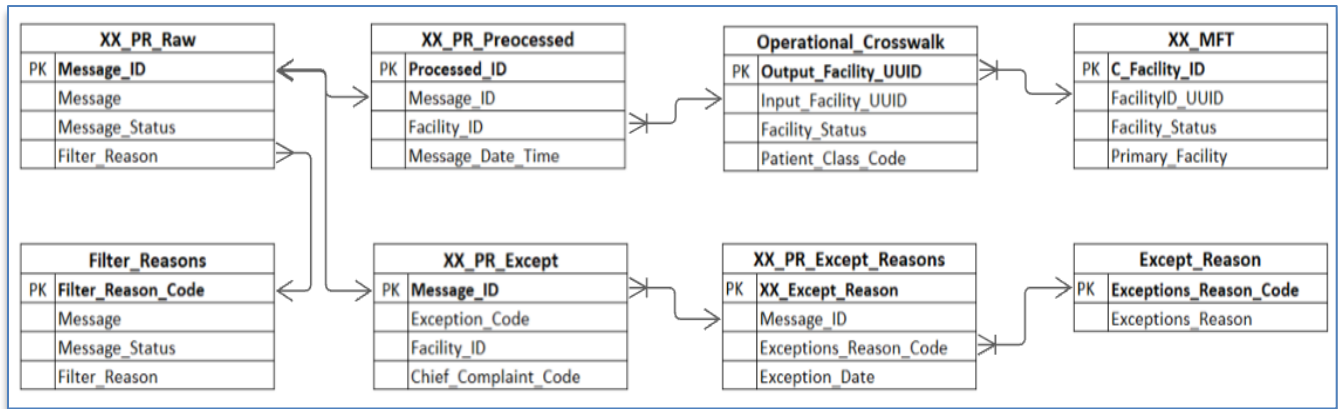 XX_PR_Raw
PK Message_ID
Message
Message_Status
Filter_Reason
XX_PR_Preocessed
PK Processed_ID
Message_ID
Facility_ID
Message_Date_Time
Operational_Crosswalk
PK Output_Facility_UUID
Input_Facility_UUID
Facility_Status
Patient_Class_Code
XX_MFT
PK C_Facility_ID
FacilityID_UUID
Facility_Status
Primary_Facility
Filter_Reasons
PK Filter_Reason_Code
Message
Message_Status
Filter_Reason
XX_PR_Except
PK Message_ID
Exception_Code
Facility_ID
Chief_Complaint_Code
XX_PR_Except_Reasons
PK XX_Except_Reason
Message_ID
Exceptions_Reason_Code
Exception_Date
Except_Reason
PK Exceptions_Reason_Code
Exceptions_Reason